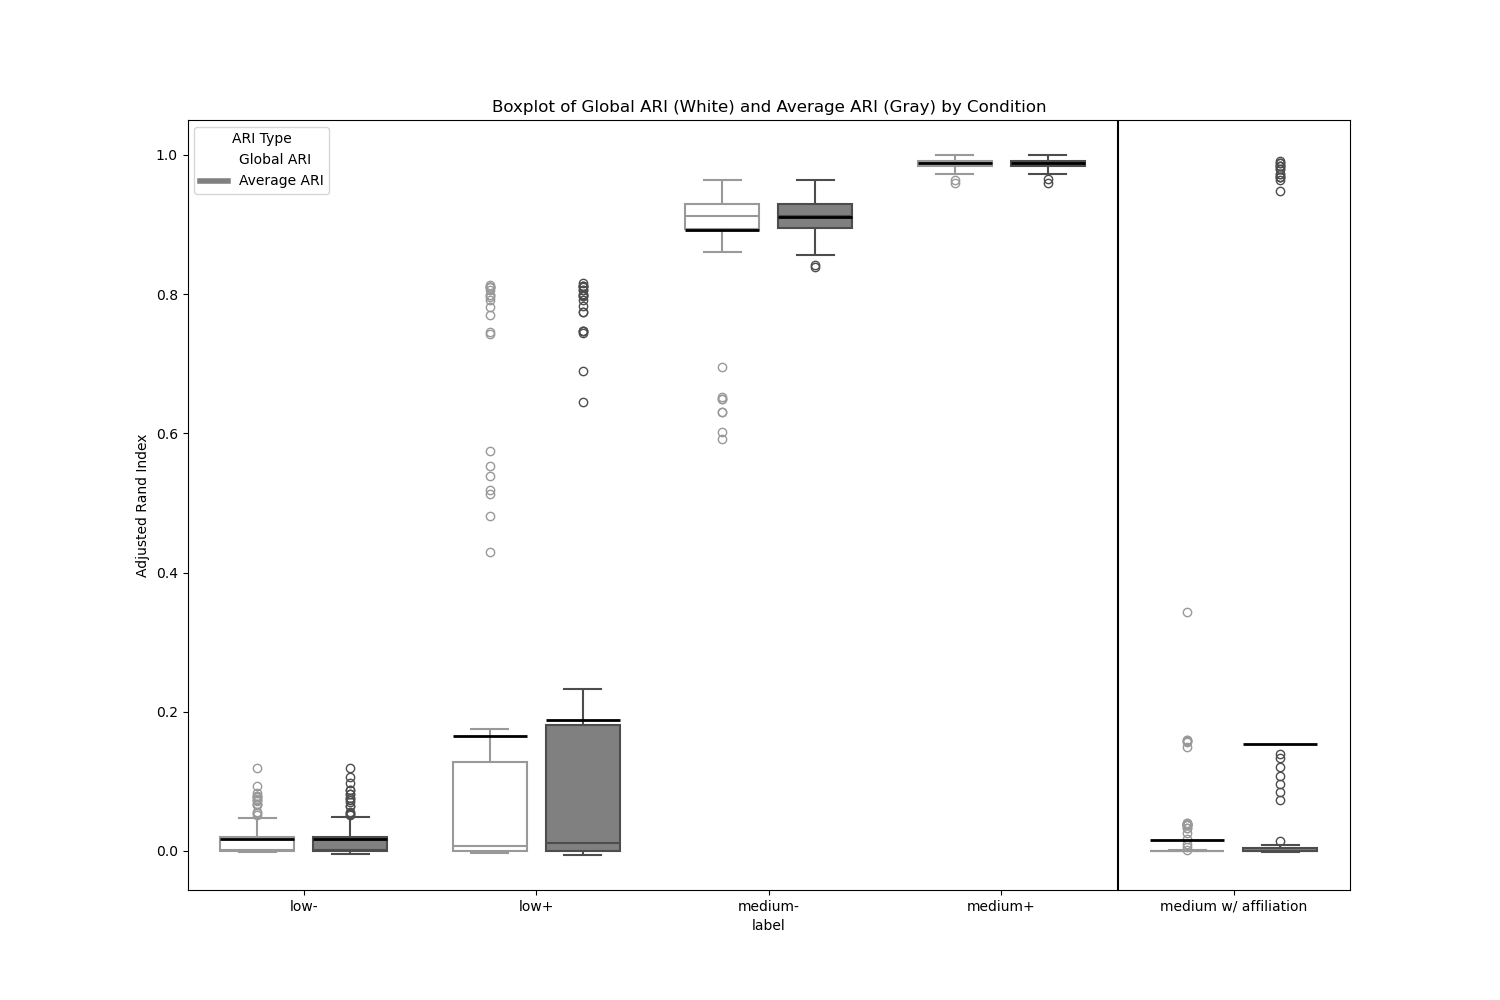 Boxplot of Global ARI (White) and Average ARI (Gray) by Condition
ARI Type
Global ARI
Average ARI
1.0
0.8
0.6
0.4
0.2
0.0
Adjusted Rand Index
low-
low+
medium-
medium+
medium w/ affiliation
label